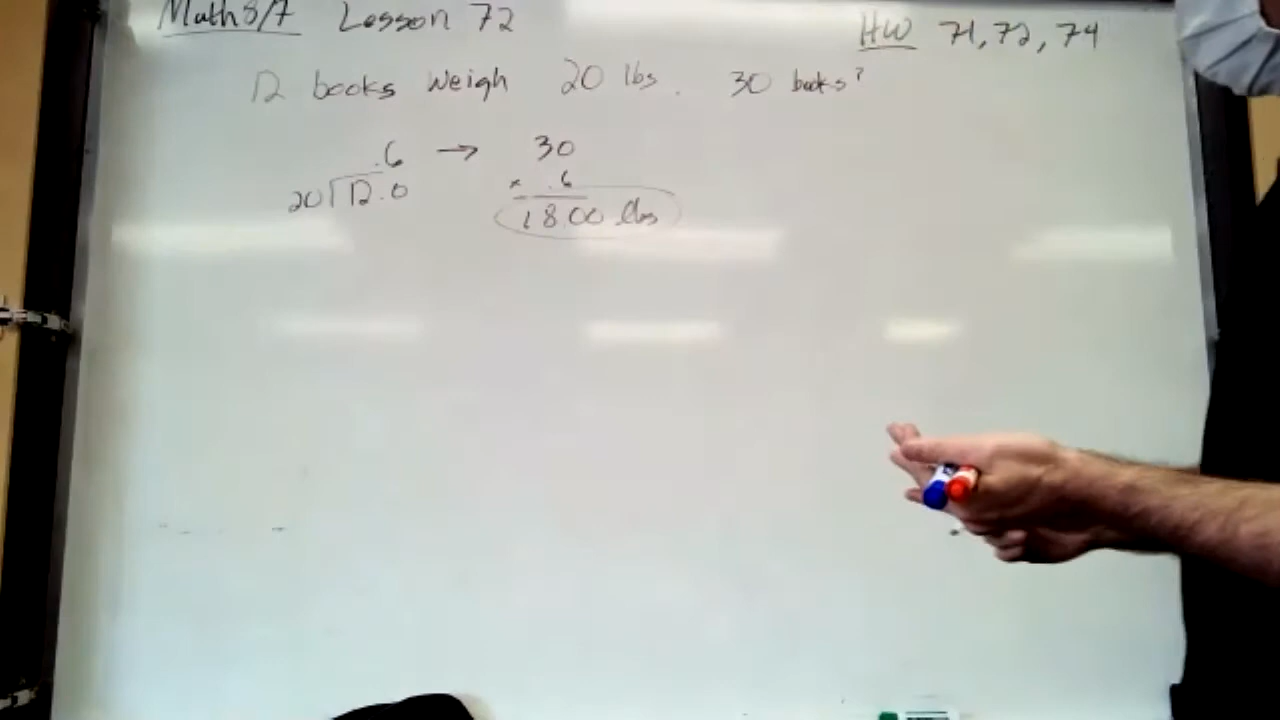 Math 8/7 Lesson 72
HW 71, 72, 74
12 books weigh 20 lbs. 30 books?
.6 → 30
20)12.0
x .6
18.00 lbs